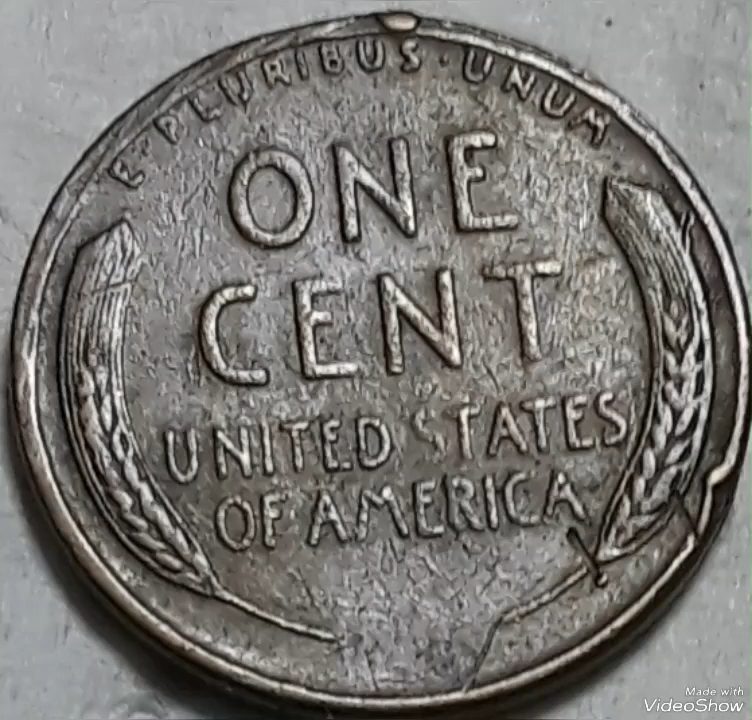 E·PLURIBUS·UNUM
ONE
CENT
UNITED STATES
OF AMERICA
Made with
VideoShow